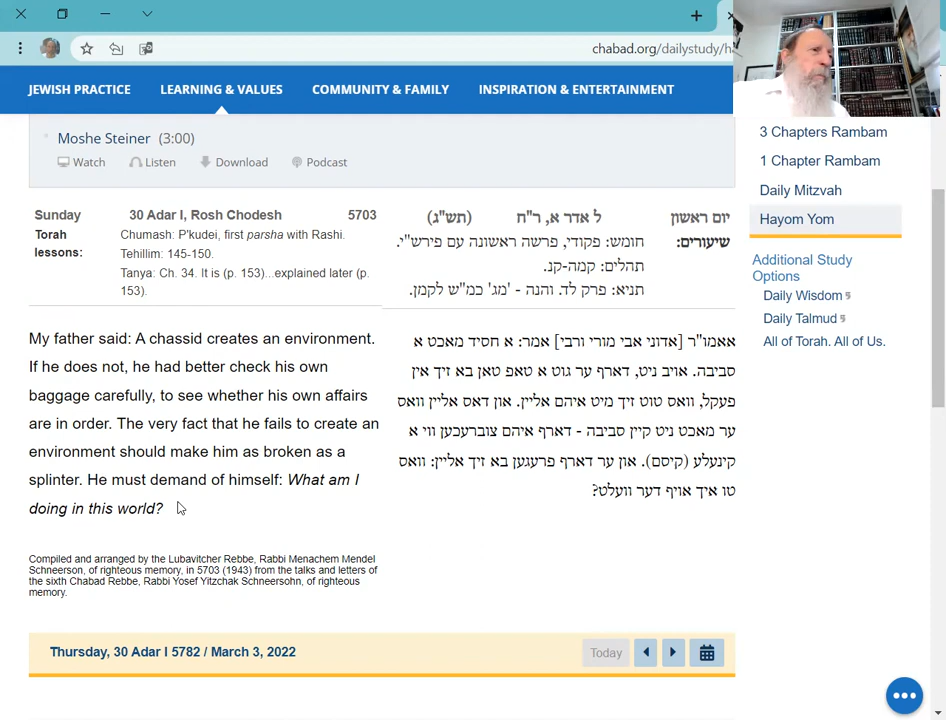 chabad.org/dailystudy/h
JEWISH PRACTICE
LEARNING & VALUES
COMMUNITY & FAMILY
INSPIRATION & ENTERTAINMENT
Moshe Steiner (3:00)
Watch
Listen
Download
Podcast
Sunday 30 Adar I, Rosh Chodesh 5703
Torah lessons:
Chumash: P'kudei, first parsha with Rashi.
Tehillim: 145-150.
Tanya: Ch. 34. It is (p. 153)...explained later (p.
153).
יום ראשון ל אדר א, ר"ח (תש"ג)
שיעורים: חומש: פקודי, פרשה ראשונה עם פירש"י.
תהלים: קמה-קנ.
תניא: פרק לד. והנה - 'מג' כמ"ש לקמן.
My father said: A chassid creates an environment.
If he does not, he had better check his own
baggage carefully, to see whether his own affairs
are in order. The very fact that he fails to create an
environment should make him as broken as a
splinter. He must demand of himself: What am I
doing in this world?
אאמו"ר [אדוני אבי מורי ורבי] אמר: א חסיד מאכט א
סביבה. אויב ניט, דארף ער גוט א טאפ טאן בא זיך אין
פעקל, וואס טוט זיך מיט איהם אליין. און דאס אליין וואס
ער מאכט ניט קיין סביבה - דארף איהם צוברעכען ווי א
קינעלע (קיסם). און ער דארף פרעגען בא זיך אליין: וואס
טו איך אויף דער וועלט?
Compiled and arranged by the Lubavitcher Rebbe, Rabbi Menachem Mendel
Schneerson, of righteous memory, in 5703 (1943) from the talks and letters of
the sixth Chabad Rebbe, Rabbi Yosef Yitzchak Schneersohn, of righteous
memory.
Thursday, 30 Adar I 5782 / March 3, 2022
Today
3 Chapters Rambam
1 Chapter Rambam
Daily Mitzvah
Hayom Yom
Additional Study
Options
Daily Wisdom
Daily Talmud
All of Torah. All of Us.